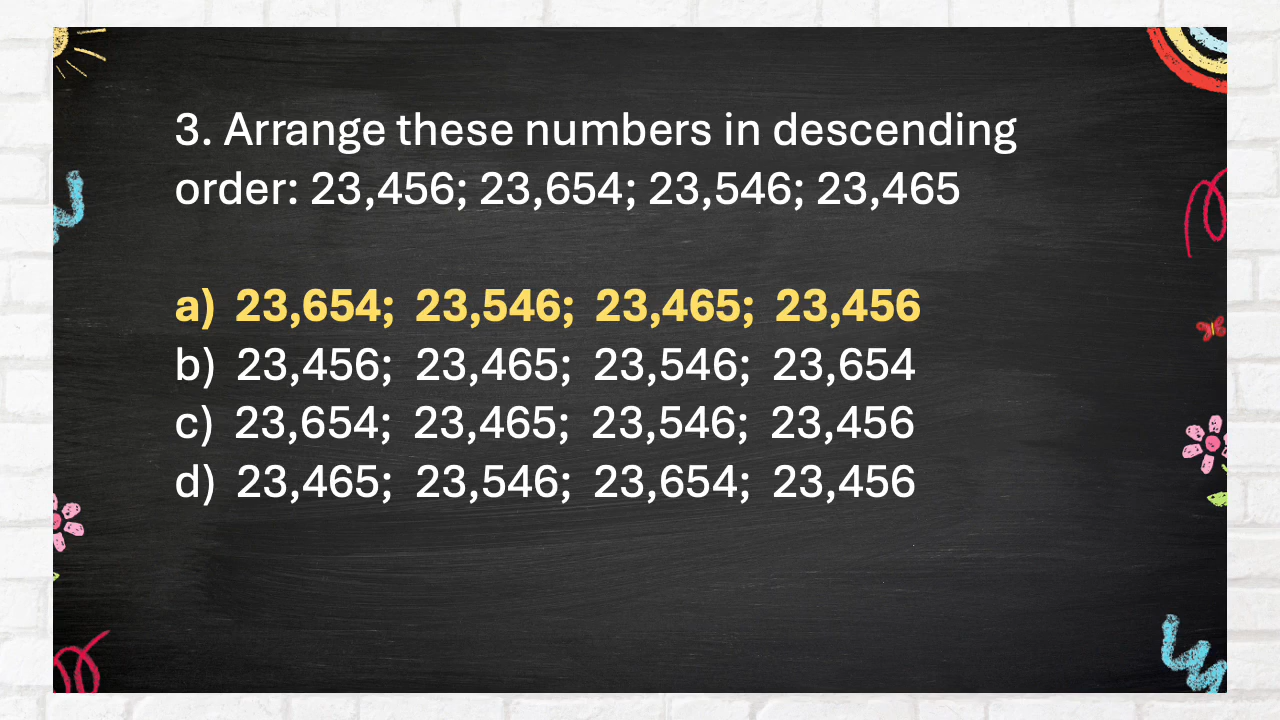 3. Arrange these numbers in descending
order: 23,456; 23,654; 23,546; 23,465
a) 23,654; 23,546; 23,465; 23,456
b) 23,456; 23,465; 23,546; 23,654
c) 23,654; 23,465; 23,546; 23,456
d) 23,465; 23,546; 23,654; 23,456